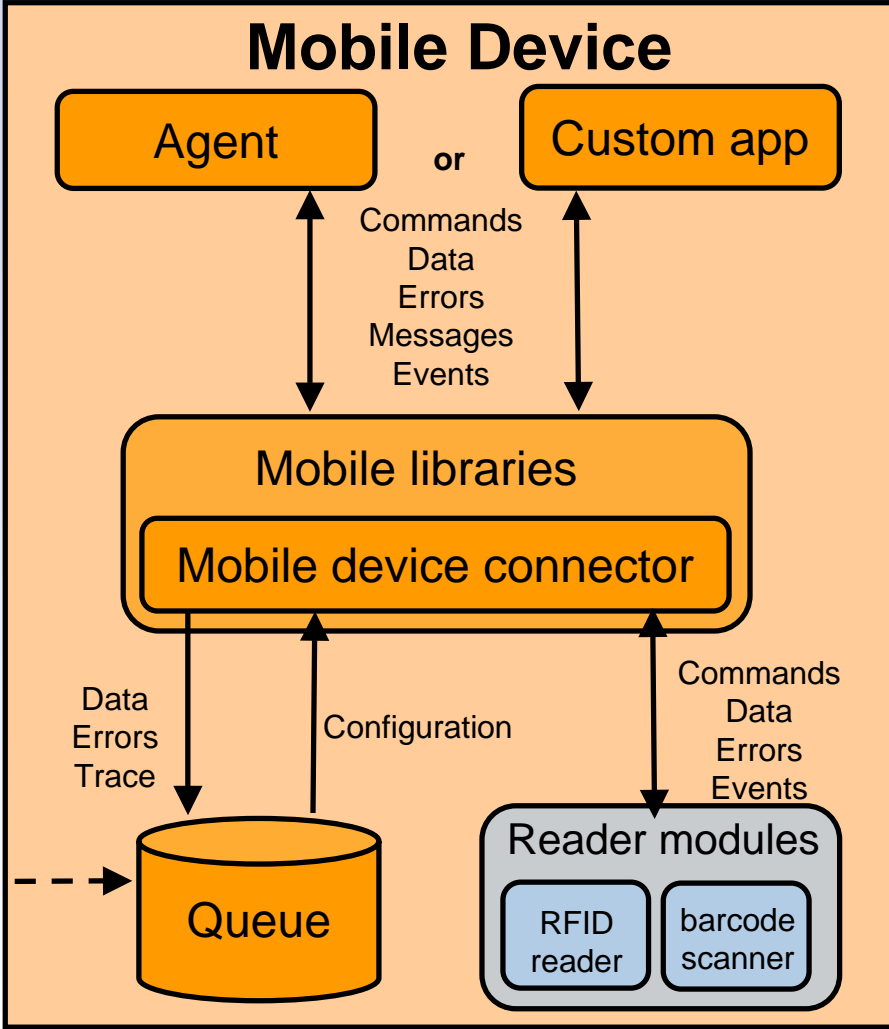 Mobile Device
Agent
or
Custom app
Commands
Data
Errors
Messages
Events
Mobile libraries
Mobile device connector
Data
Errors
Trace
Configuration
Commands
Data
Errors
Events
Queue
Reader modules
RFID
reader
barcode
scanner